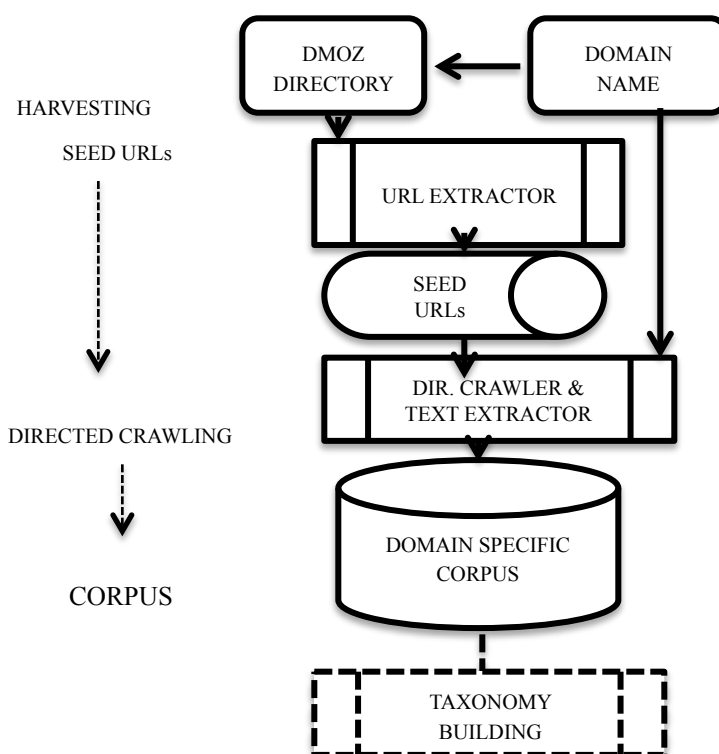 DMOZ
DIRECTORY
DOMAIN
NAME
HARVESTING
SEED URLs
URL EXTRACTOR
SEED
URLs
DIR. CRAWLER &
TEXT EXTRACTOR
DIRECTED CRAWLING
DOMAIN SPECIFIC
CORPUS
CORPUS
TAXONOMY
BUILDING